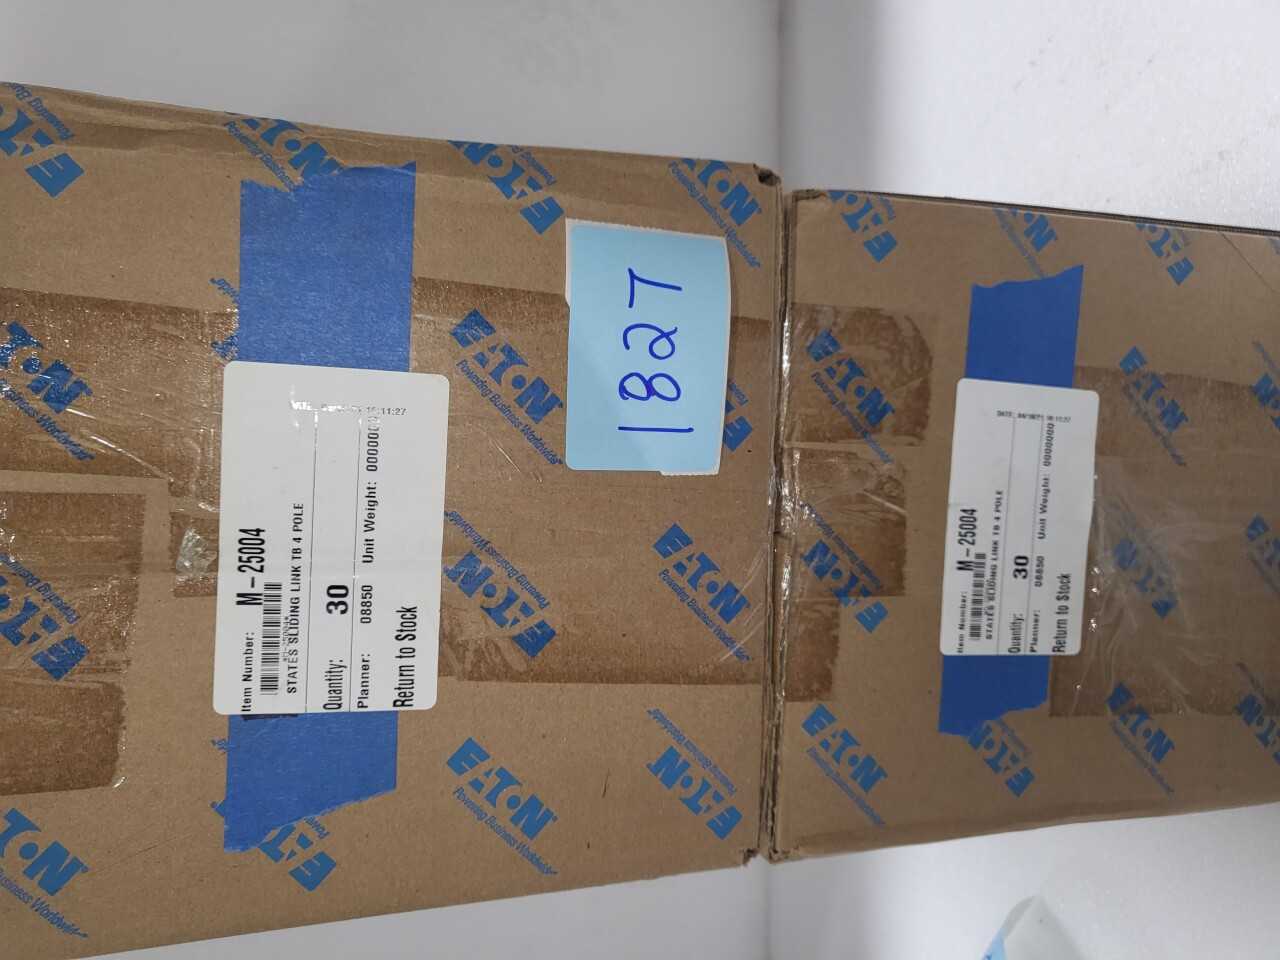 Item Number: M-25004
STATES SLIDING LINK TB 4 POLE
Quantity: 30
Planner: 08850 Unit Weight: 0000000
Return to Stock
1827
Item Number: M-25004
STATES SLIDING LINK TB 4 POLE
Quantity: 30
Planner: 08850 Unit Weight: 0000000
Return to Stock
EATON
Powering Business Worldwide